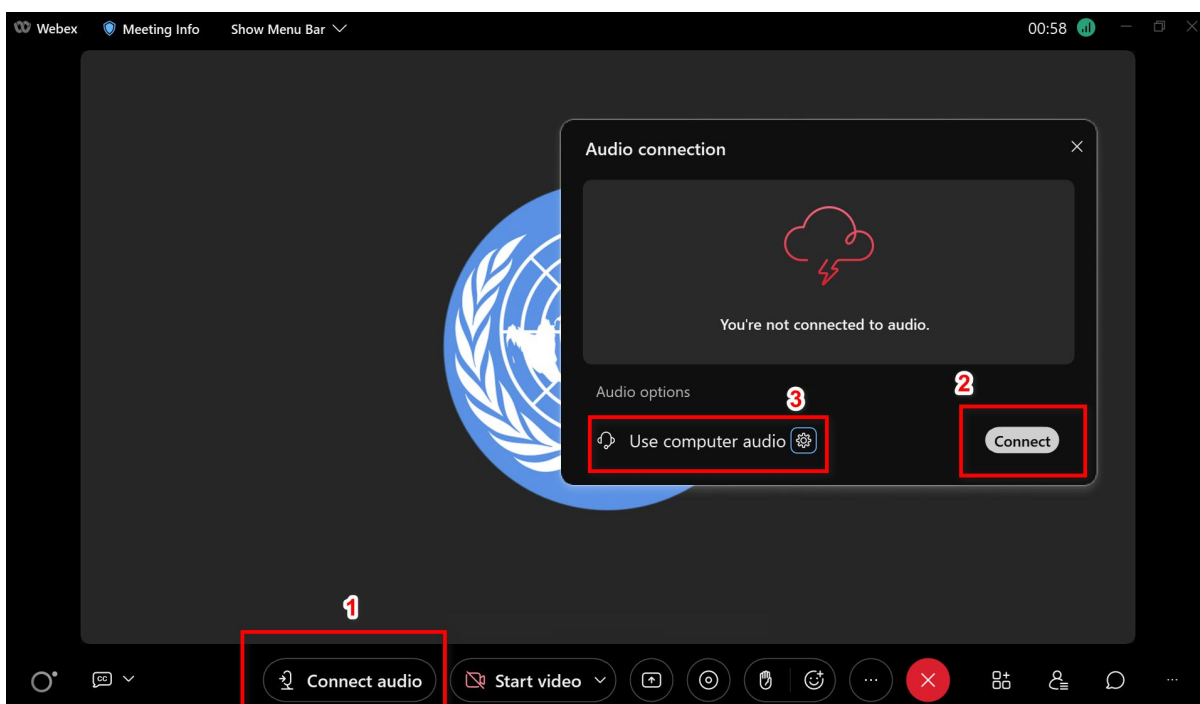 Webex Meeting Info Show Menu Bar 00:58
Audio connection
You're not connected to audio.
Audio options
3
2
Use computer audio Connect
1
CC Connect audio Start video